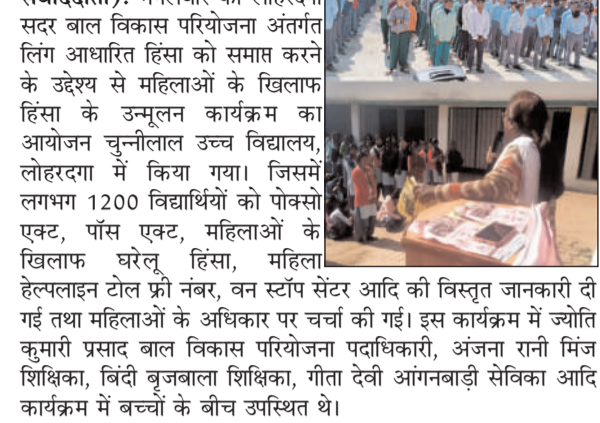 सदर बाल विकास परियोजना अंतर्गत
लिंग आधारित हिंसा को समाप्त करने
के उद्देश्य से महिलाओं के खिलाफ
हिंसा के उन्मूलन कार्यक्रम का
आयोजन चुन्नीलाल उच्च विद्यालय,
लोहरदगा में किया गया। जिसमें
लगभग 1200 विद्यार्थियों को पोक्सो
एक्ट, पॉस एक्ट, महिलाओं के
खिलाफ घरेलू हिंसा, महिला
हेल्पलाइन टोल फ्री नंबर, वन स्टॉप सेंटर आदि की विस्तृत जानकारी दी
गई तथा महिलाओं के अधिकार पर चर्चा की गई। इस कार्यक्रम में ज्योति
कुमारी प्रसाद बाल विकास परियोजना पदाधिकारी, अंजना रानी मिंज
शिक्षिका, बिंदी बृजबाला शिक्षिका, गीता देवी आंगनबाड़ी सेविका आदि
कार्यक्रम में बच्चों के बीच उपस्थित थे।